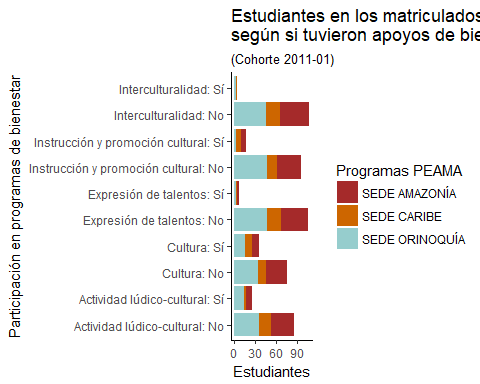 Estudiantes en los matriculados
según si tuvieron apoyos de bie
(Cohorte 2011-01)
Participación en programas de bienestar
Interculturalidad: Sí
Interculturalidad: No
Instrucción y promoción cultural: Sí
Instrucción y promoción cultural: No
Expresión de talentos: Sí
Expresión de talentos: No
Cultura: Sí
Cultura: No
Actividad lúdico-cultural: Sí
Actividad lúdico-cultural: No
0 30 60 90
Estudiantes
Programas PEAMA
SEDE AMAZONÍA
SEDE CARIBE
SEDE ORINOQUÍA